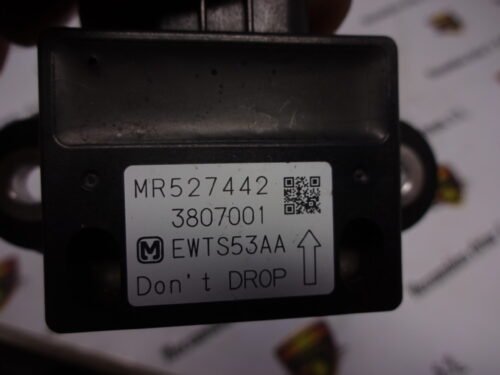 MR527442
3807001
M EWTS53AA
Don't DROP